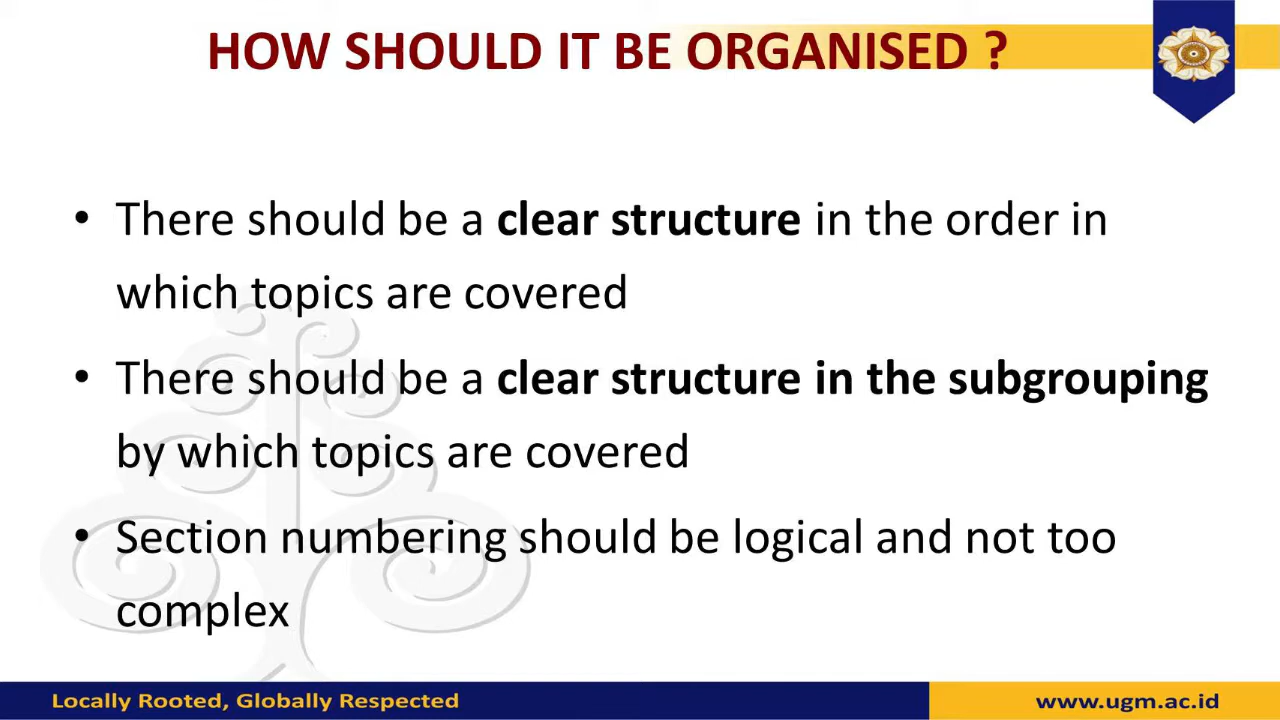 HOW SHOULD IT BE ORGANISED ?
• There should be a clear structure in the order in
which topics are covered
• There should be a clear structure in the subgrouping
by which topics are covered
• Section numbering should be logical and not too
complex
Locally Rooted, Globally Respected
www.ugm.ac.id